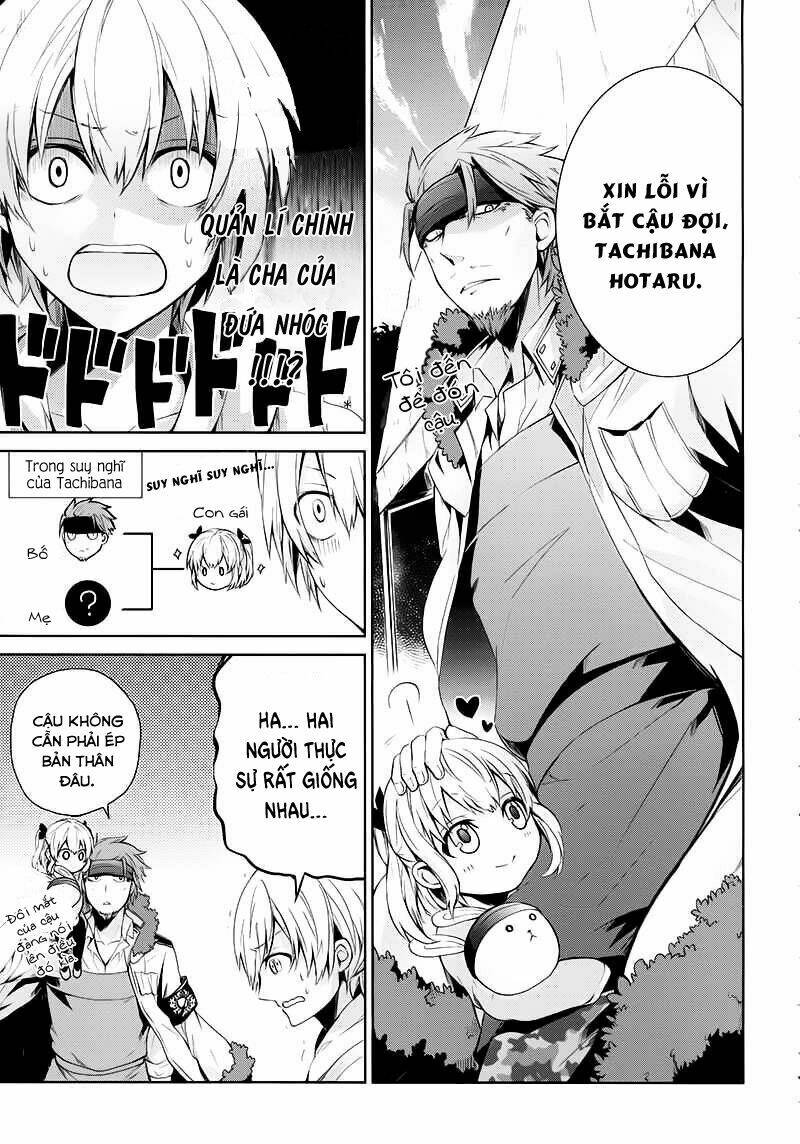 XIN LỖI VÌ
BẮT CẬU ĐỢI,
TACHIBANA
HOTARU.
Tôi đến
để đón
cậu
QUẢN LÍ CHÍNH
LÀ CHA CỦA
ĐỨA NHÓC
!!!!?
ドドドドドド
*
Trong suy nghĩ
của Tachibana
SUY NGHĨ SUY NGHĨ...
Con Gái
Bố
?
Mẹ
HA... HAI
NGƯỜI THỰC
SỰ RẤT GIỐNG
NHAU...
CẬU KHÔNG
CẦN PHẢI ÉP
BẢN THÂN
ĐÂU.
Đôi mắt
của cậu
đang nói
lên điều
đó kìa